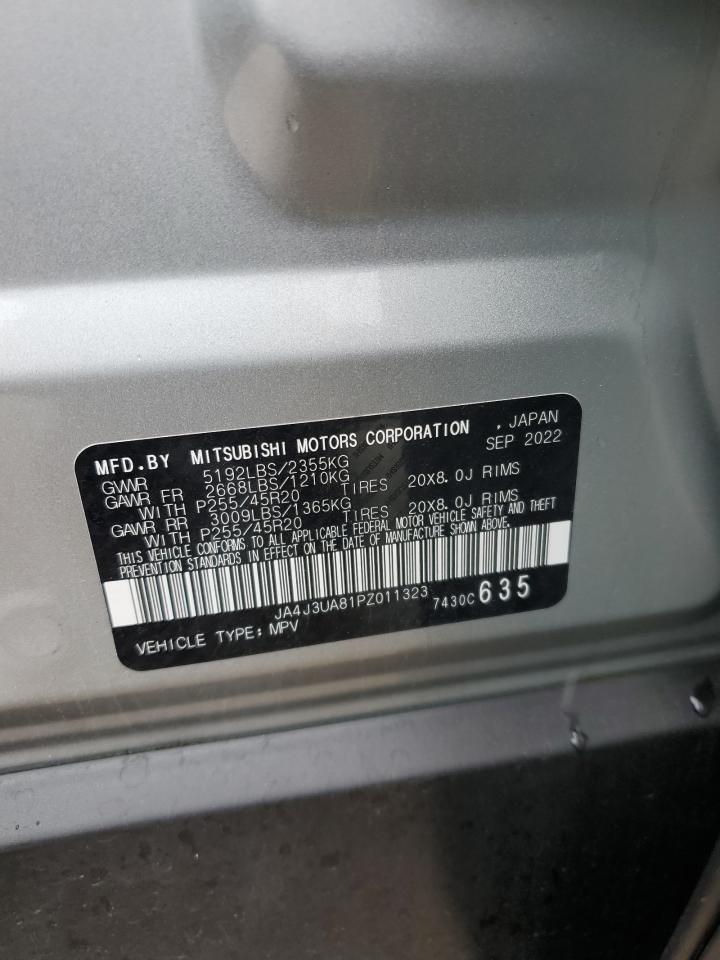 MFD.BY MITSUBISHI MOTORS CORPORATION , JAPAN
GVWR 5192LBS/2355KG SEP 2022
GAWR FR 2668LBS/1210KG
WITH P255/45R20 TIRES 20X8.0J RIMS
GAWR RR 3009LBS/1365KG
WITH P255/45R20 TIRES 20X8.0J RIMS
THIS VEHICLE CONFORMS TO ALL APPLICABLE FEDERAL MOTOR VEHICLE SAFETY AND THEFT
PREVENTION STANDARDS IN EFFECT ON THE DATE OF MANUFACTURE SHOWN ABOVE.
JA4J3UA81PZ011323 7430C 635
VEHICLE TYPE: MPV